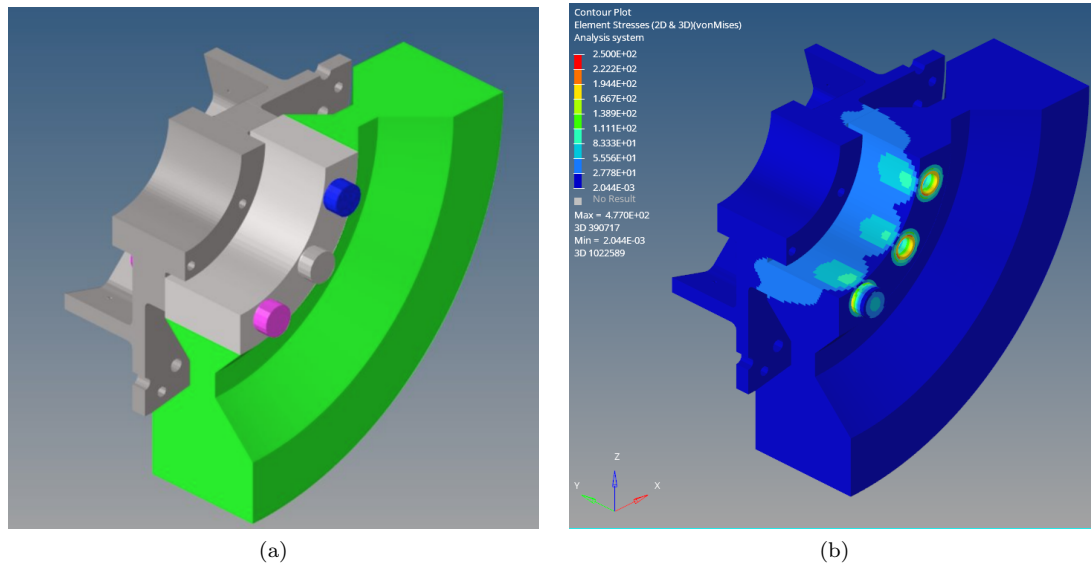 Contour Plot
Element Stresses (2D & 3D)(vonMises)
Analysis system
2.500E+02
2.222E+02
1.944E+02
1.667E+02
1.389E+02
1.111E+02
8.333E+01
5.556E+01
2.778E+01
2.044E-03
No Result
Max = 4.770E+02
3D 390717
Min = 2.044E-03
3D 1022589
Z
Y
X
(a)
(b)